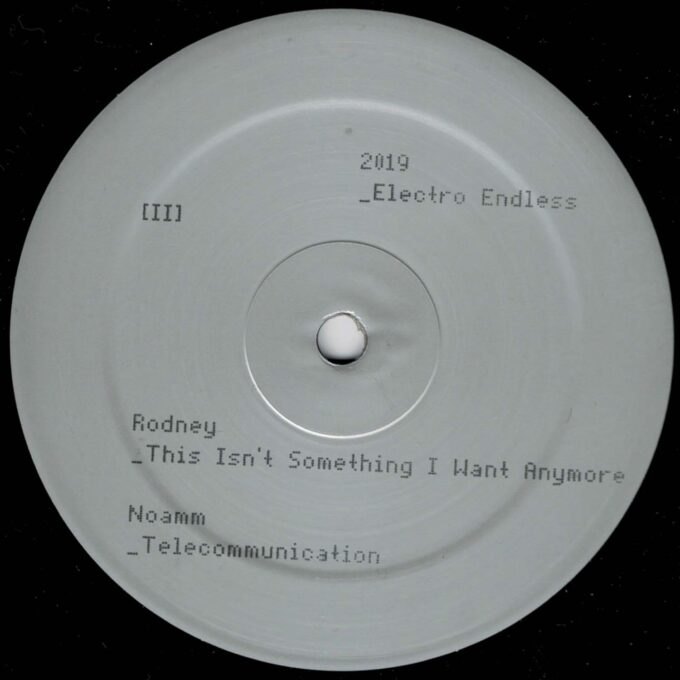 2019
_Electro Endless
[II]
Rodney
_This Isn't Something I Want Anymore
Noamm
_Telecommunication